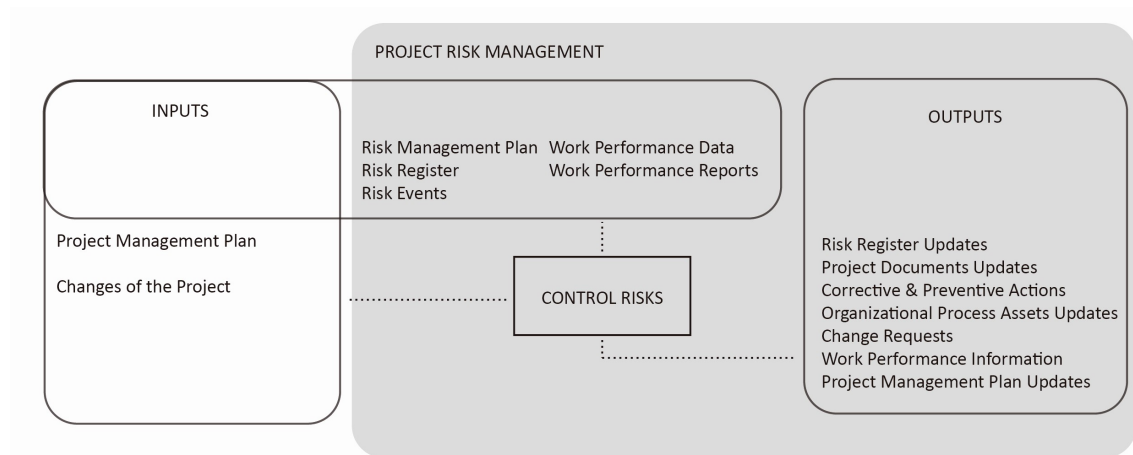 PROJECT RISK MANAGEMENT
INPUTS
Risk Management Plan
Risk Register
Risk Events
Work Performance Data
Work Performance Reports
Project Management Plan
Changes of the Project
CONTROL RISKS
OUTPUTS
Risk Register Updates
Project Documents Updates
Corrective & Preventive Actions
Organizational Process Assets Updates
Change Requests
Work Performance Information
Project Management Plan Updates